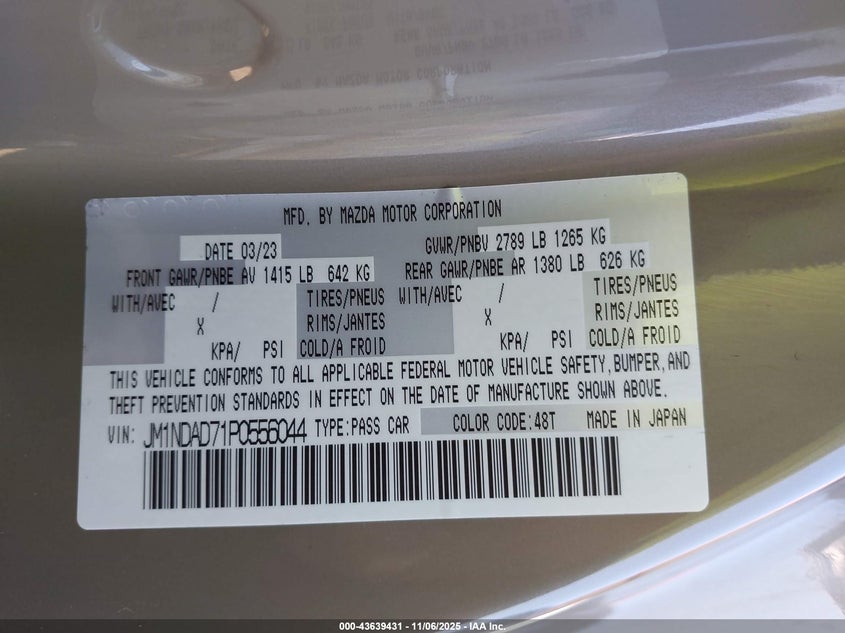 MFD. BY MAZDA MOTOR CORPORATION
DATE 03/23 GVWR/PNBV 2789 LB 1265 KG
FRONT GAWR/PNBE AV 1415 LB 642 KG REAR GAWR/PNBE AR 1380 LB 626 KG
WITH/AVEC / TIRES/PNEUS WITH/AVEC / TIRES/PNEUS
X RIMS/JANTES X RIMS/JANTES
KPA/ PSI COLD/A FROID KPA/ PSI COLD/A FROID
THIS VEHICLE CONFORMS TO ALL APPLICABLE FEDERAL MOTOR VEHICLE SAFETY, BUMPER, AND
THEFT PREVENTION STANDARDS IN EFFECT ON THE DATE OF MANUFACTURE SHOWN ABOVE.
VIN: JM1NDAD71P0556044 TYPE:PASS CAR COLOR CODE:48T MADE IN JAPAN
000-43639431 - 11/06/2025 - IAA Inc.